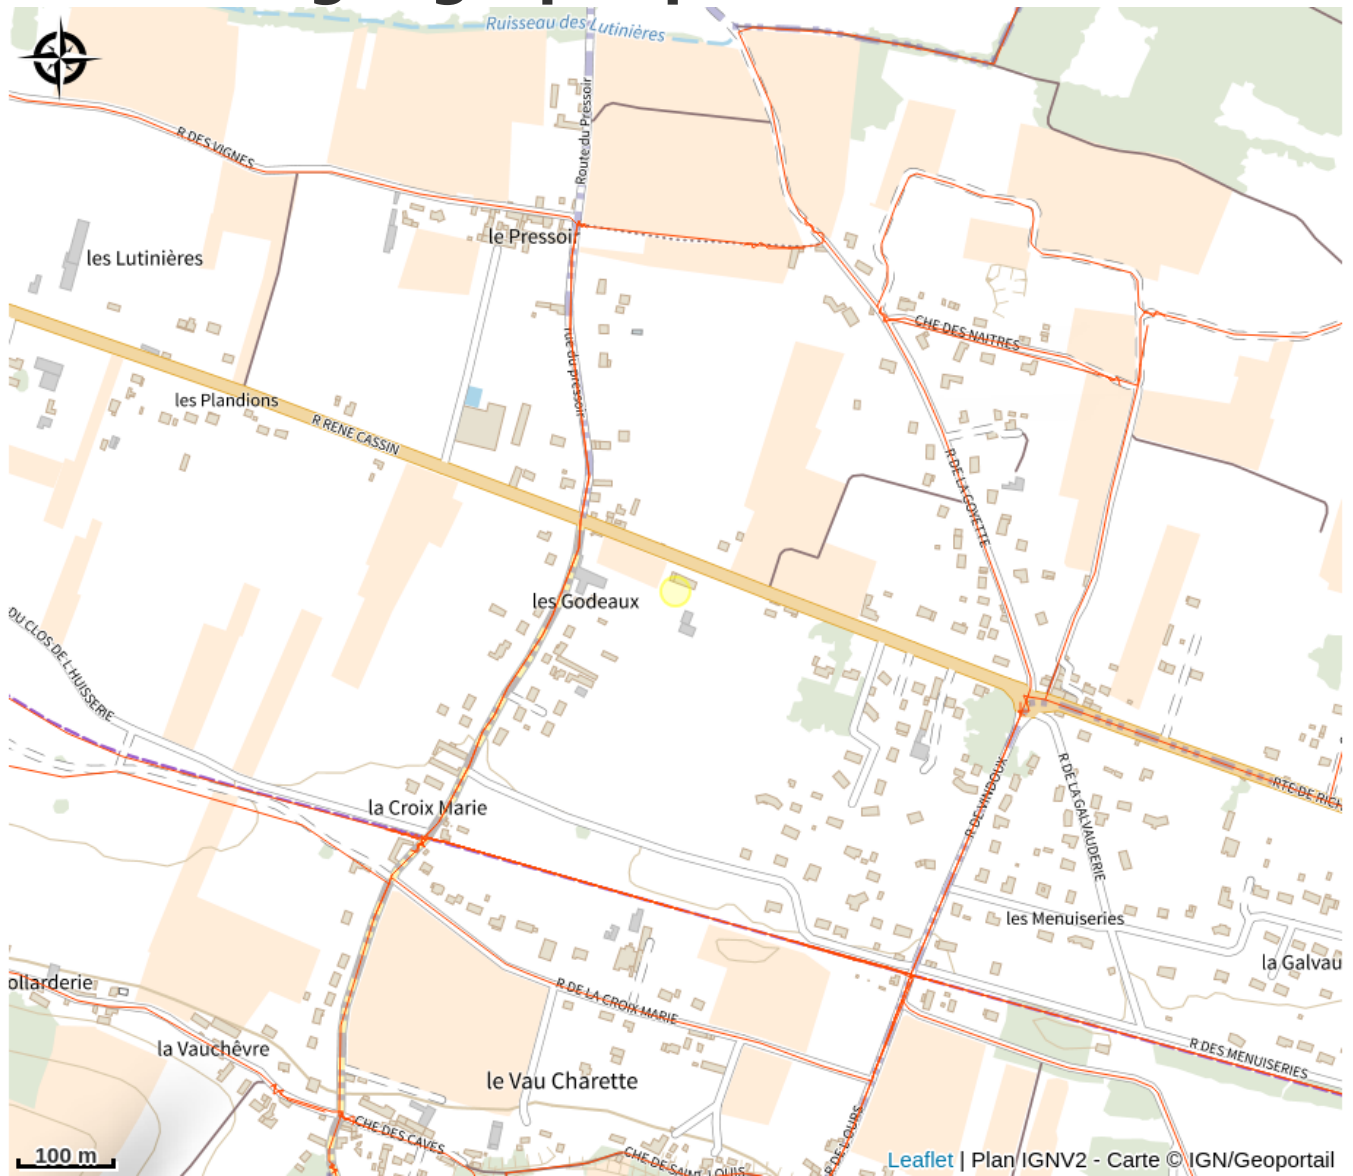 Ruisseau des Lutinières
Route du Pressoir
R DES VIGNES
le Pressoir
les Lutinières
CHE DES NAITRES
rue du pressoir
les Plandions
R RENE CASSIN
R DE LA GOYETTE
les Godeaux
DU CLOS DE L HUISSERIE
R DE VINDOUX
R DE LA GALVAUDERIE
RTE DE RICH
la Croix Marie
les Menuiseries
la Galvau
ollarderie
R DE LA CROIX MARIE
la Vauchêvre
R DES MENUISERIES
le Vau Charette
CHE DES CAVES
R DE L OURS
CHE DE SAINT LOUIS
100 m
Leaflet | Plan IGNV2 - Carte © IGN/Geoportail